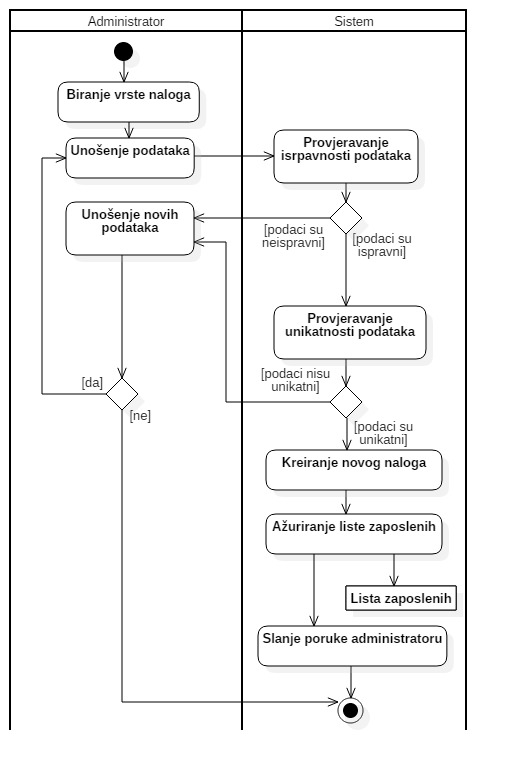 Administrator
Sistem
Biranje vrste naloga
Unošenje podataka
Provjeravanje
isrpavnosti podataka
Unošenje novih
podataka
[podaci su
neispravni]
[podaci su
ispravni]
Provjeravanje
unikatnosti podataka
[podaci nisu
unikatni]
[da]
[ne]
[podaci su
unikatni]
Kreiranje novog naloga
Ažuriranje liste zaposlenih
Lista zaposlenih
Slanje poruke administratoru